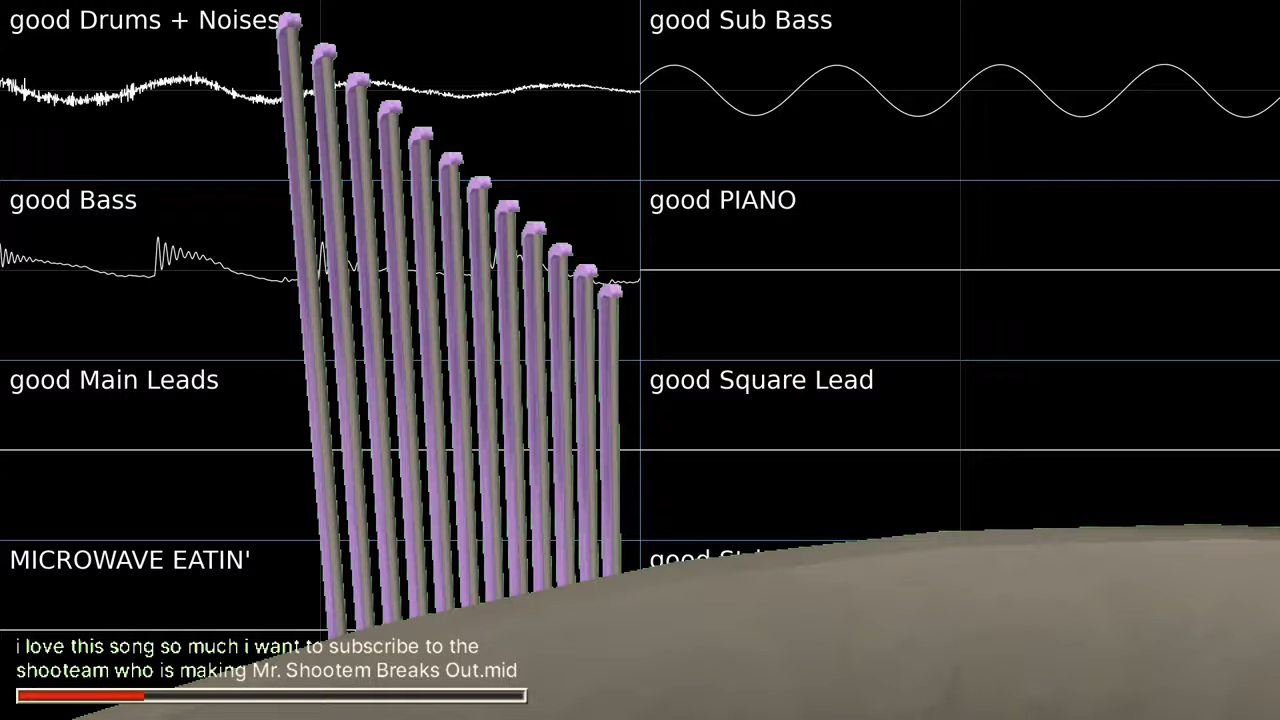 good Drums + Noises
good Sub Bass
good Bass
good PIANO
good Main Leads
good Square Lead
MICROWAVE EATIN'
good
i love this song so much i want to subscribe to the
shooteam who is making Mr. Shootem Breaks Out.mid